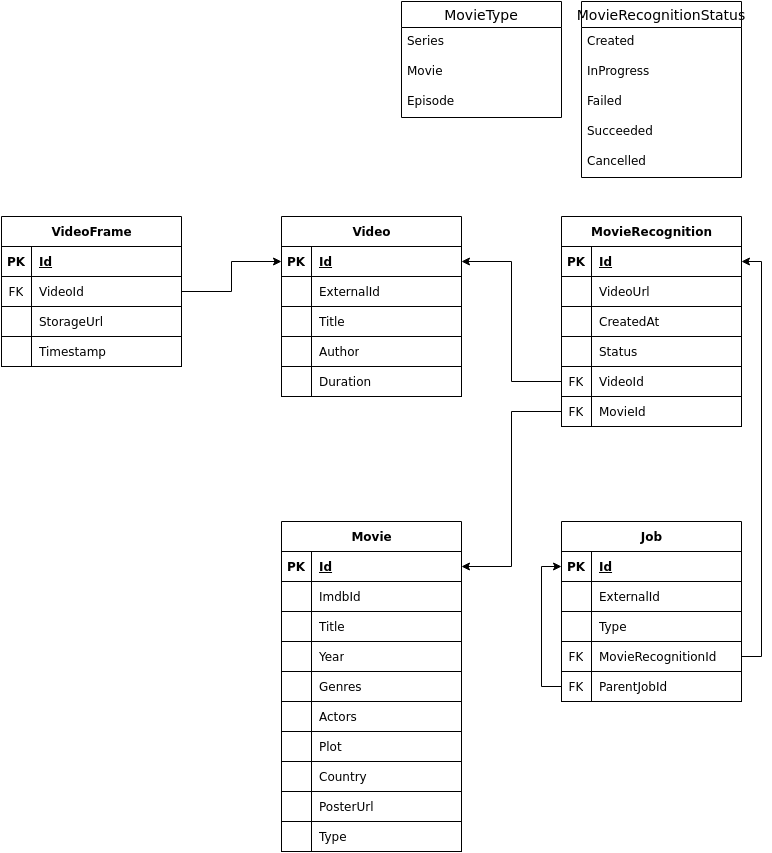 MovieType
Series
Movie
Episode
MovieRecognitionStatus
Created
InProgress
Failed
Succeeded
Cancelled
VideoFrame
PK Id
FK VideoId
StorageUrl
Timestamp
Video
PK Id
ExternalId
Title
Author
Duration
MovieRecognition
PK Id
VideoUrl
CreatedAt
Status
FK VideoId
FK MovieId
Movie
PK Id
ImdbId
Title
Year
Genres
Actors
Plot
Country
PosterUrl
Type
Job
PK Id
ExternalId
Type
FK MovieRecognitionId
FK ParentJobId